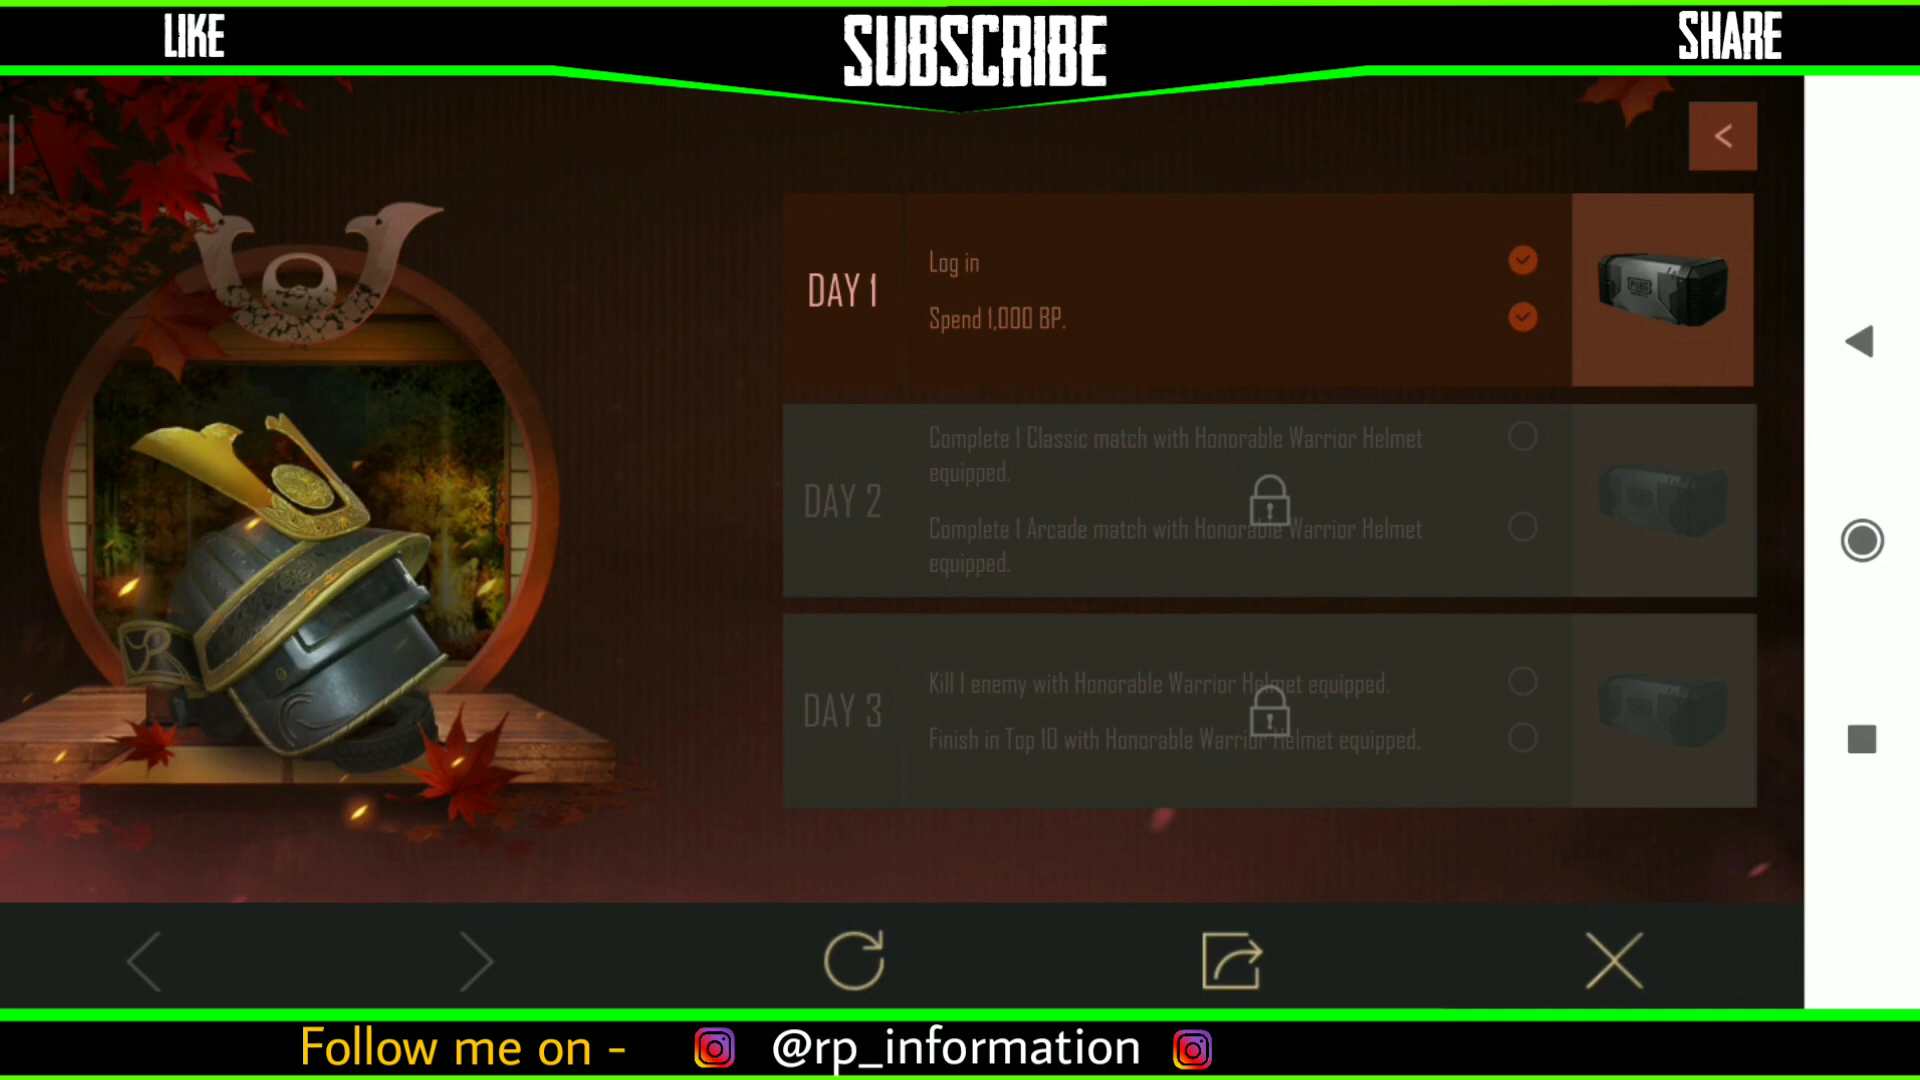 LIKE
SUBSCRIBE
SHARE
<
DAY 1
Log in
Spend 1,000 BP.
PUBG
DAY 2
Complete 1 Classic match with Honorable Warrior Helmet
equipped.
Complete 1 Arcade match with Honorable Warrior Helmet
equipped.
DAY 3
Kill 1 enemy with Honorable Warrior Helmet equipped.
Finish in Top 10 with Honorable Warrior Helmet equipped.
Follow me on - @rp_information